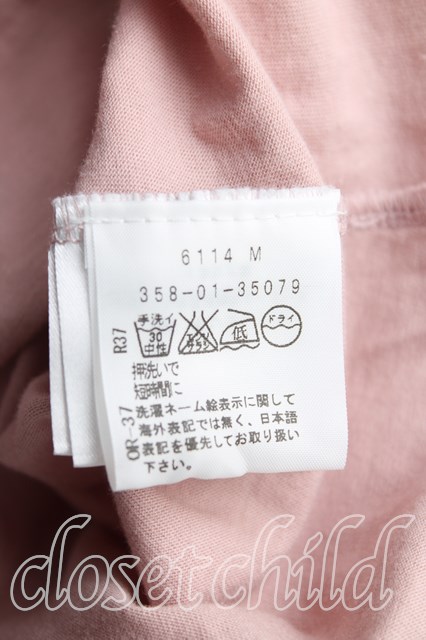 6114 M
358-01-35079
R37
手洗イ
30
中性
低
ドライ
押洗いで
短時間に
OR-37
洗濯ネーム絵表示に関して
海外表記では無く、日本語
表記を優先してお取り扱い
下さい。
closet child